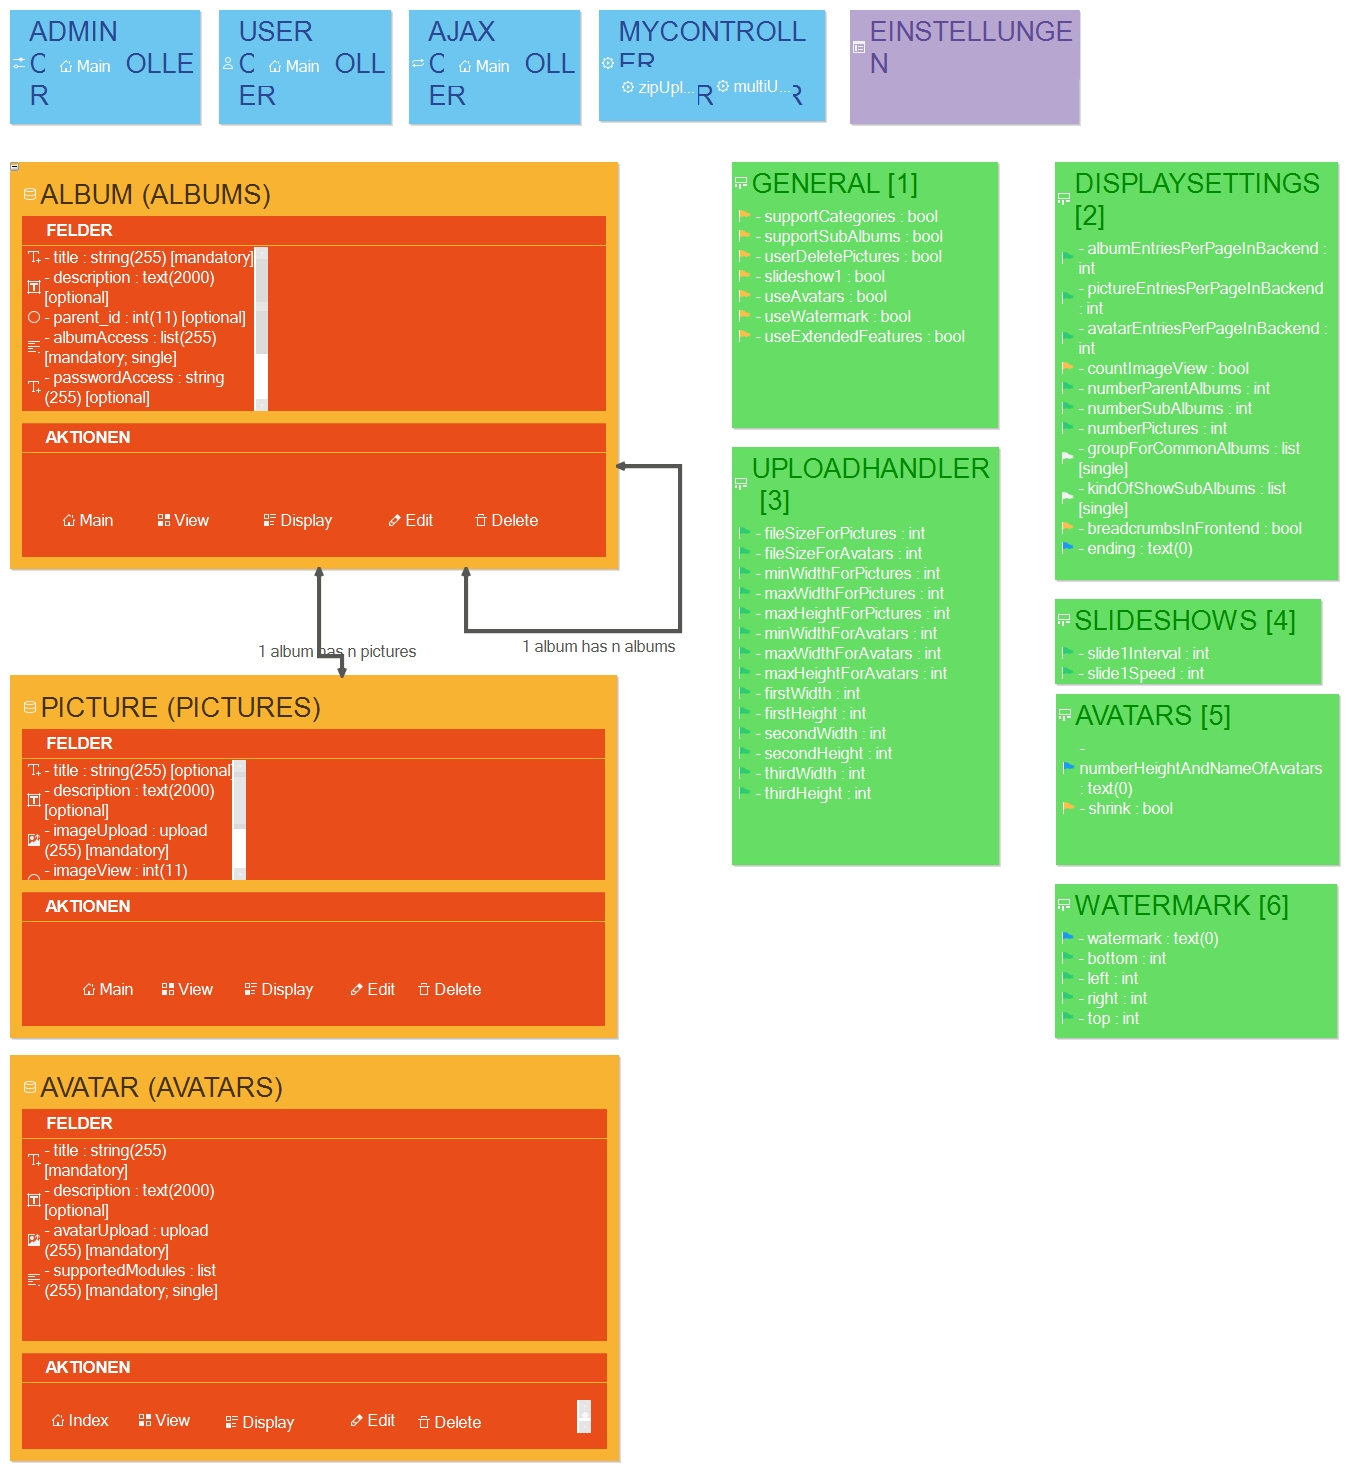 ADMIN
C Main OLLE
R
USER
C Main OLL
ER
AJAX
C Main OLL
ER
MYCONTROLL
ER
zipUpl... R multiU... R
EINSTELLUNGE
N
ALBUM (ALBUMS)
FELDER
- title : string(255) [mandatory]
- description : text(2000)
[optional]
- parent_id : int(11) [optional]
- albumAccess : list(255)
[mandatory; single]
- passwordAccess : string
(255) [optional]
AKTIONEN
Main View Display Edit Delete
1 album has n pictures
1 album has n albums
PICTURE (PICTURES)
FELDER
- title : string(255) [optional]
- description : text(2000)
[optional]
- imageUpload : upload
(255) [mandatory]
- imageView : int(11)
AKTIONEN
Main View Display Edit Delete
AVATAR (AVATARS)
FELDER
- title : string(255)
[mandatory]
- description : text(2000)
[optional]
- avatarUpload : upload
(255) [mandatory]
- supportedModules : list
(255) [mandatory; single]
AKTIONEN
Index View Display Edit Delete
GENERAL [1]
- supportCategories : bool
- supportSubAlbums : bool
- userDeletePictures : bool
- slideshow1 : bool
- useAvatars : bool
- useWatermark : bool
- useExtendedFeatures : bool
UPLOADHANDLER
[3]
- fileSizeForPictures : int
- fileSizeForAvatars : int
- minWidthForPictures : int
- maxWidthForPictures : int
- maxHeightForPictures : int
- minWidthForAvatars : int
- maxWidthForAvatars : int
- maxHeightForAvatars : int
- firstWidth : int
- firstHeight : int
- secondWidth : int
- secondHeight : int
- thirdWidth : int
- thirdHeight : int
DISPLAYSETTINGS
[2]
- albumEntriesPerPageInBackend :
int
- pictureEntriesPerPageInBackend
: int
- avatarEntriesPerPageInBackend :
int
- countImageView : bool
- numberParentAlbums : int
- numberSubAlbums : int
- numberPictures : int
- groupForCommonAlbums : list
[single]
- kindOfShowSubAlbums : list
[single]
- breadcrumbsInFrontend : bool
- ending : text(0)
SLIDESHOWS [4]
- slide1Interval : int
- slide1Speed : int
AVATARS [5]
-
numberHeightAndNameOfAvatars
: text(0)
- shrink : bool
WATERMARK [6]
- watermark : text(0)
- bottom : int
- left : int
- right : int
- top : int